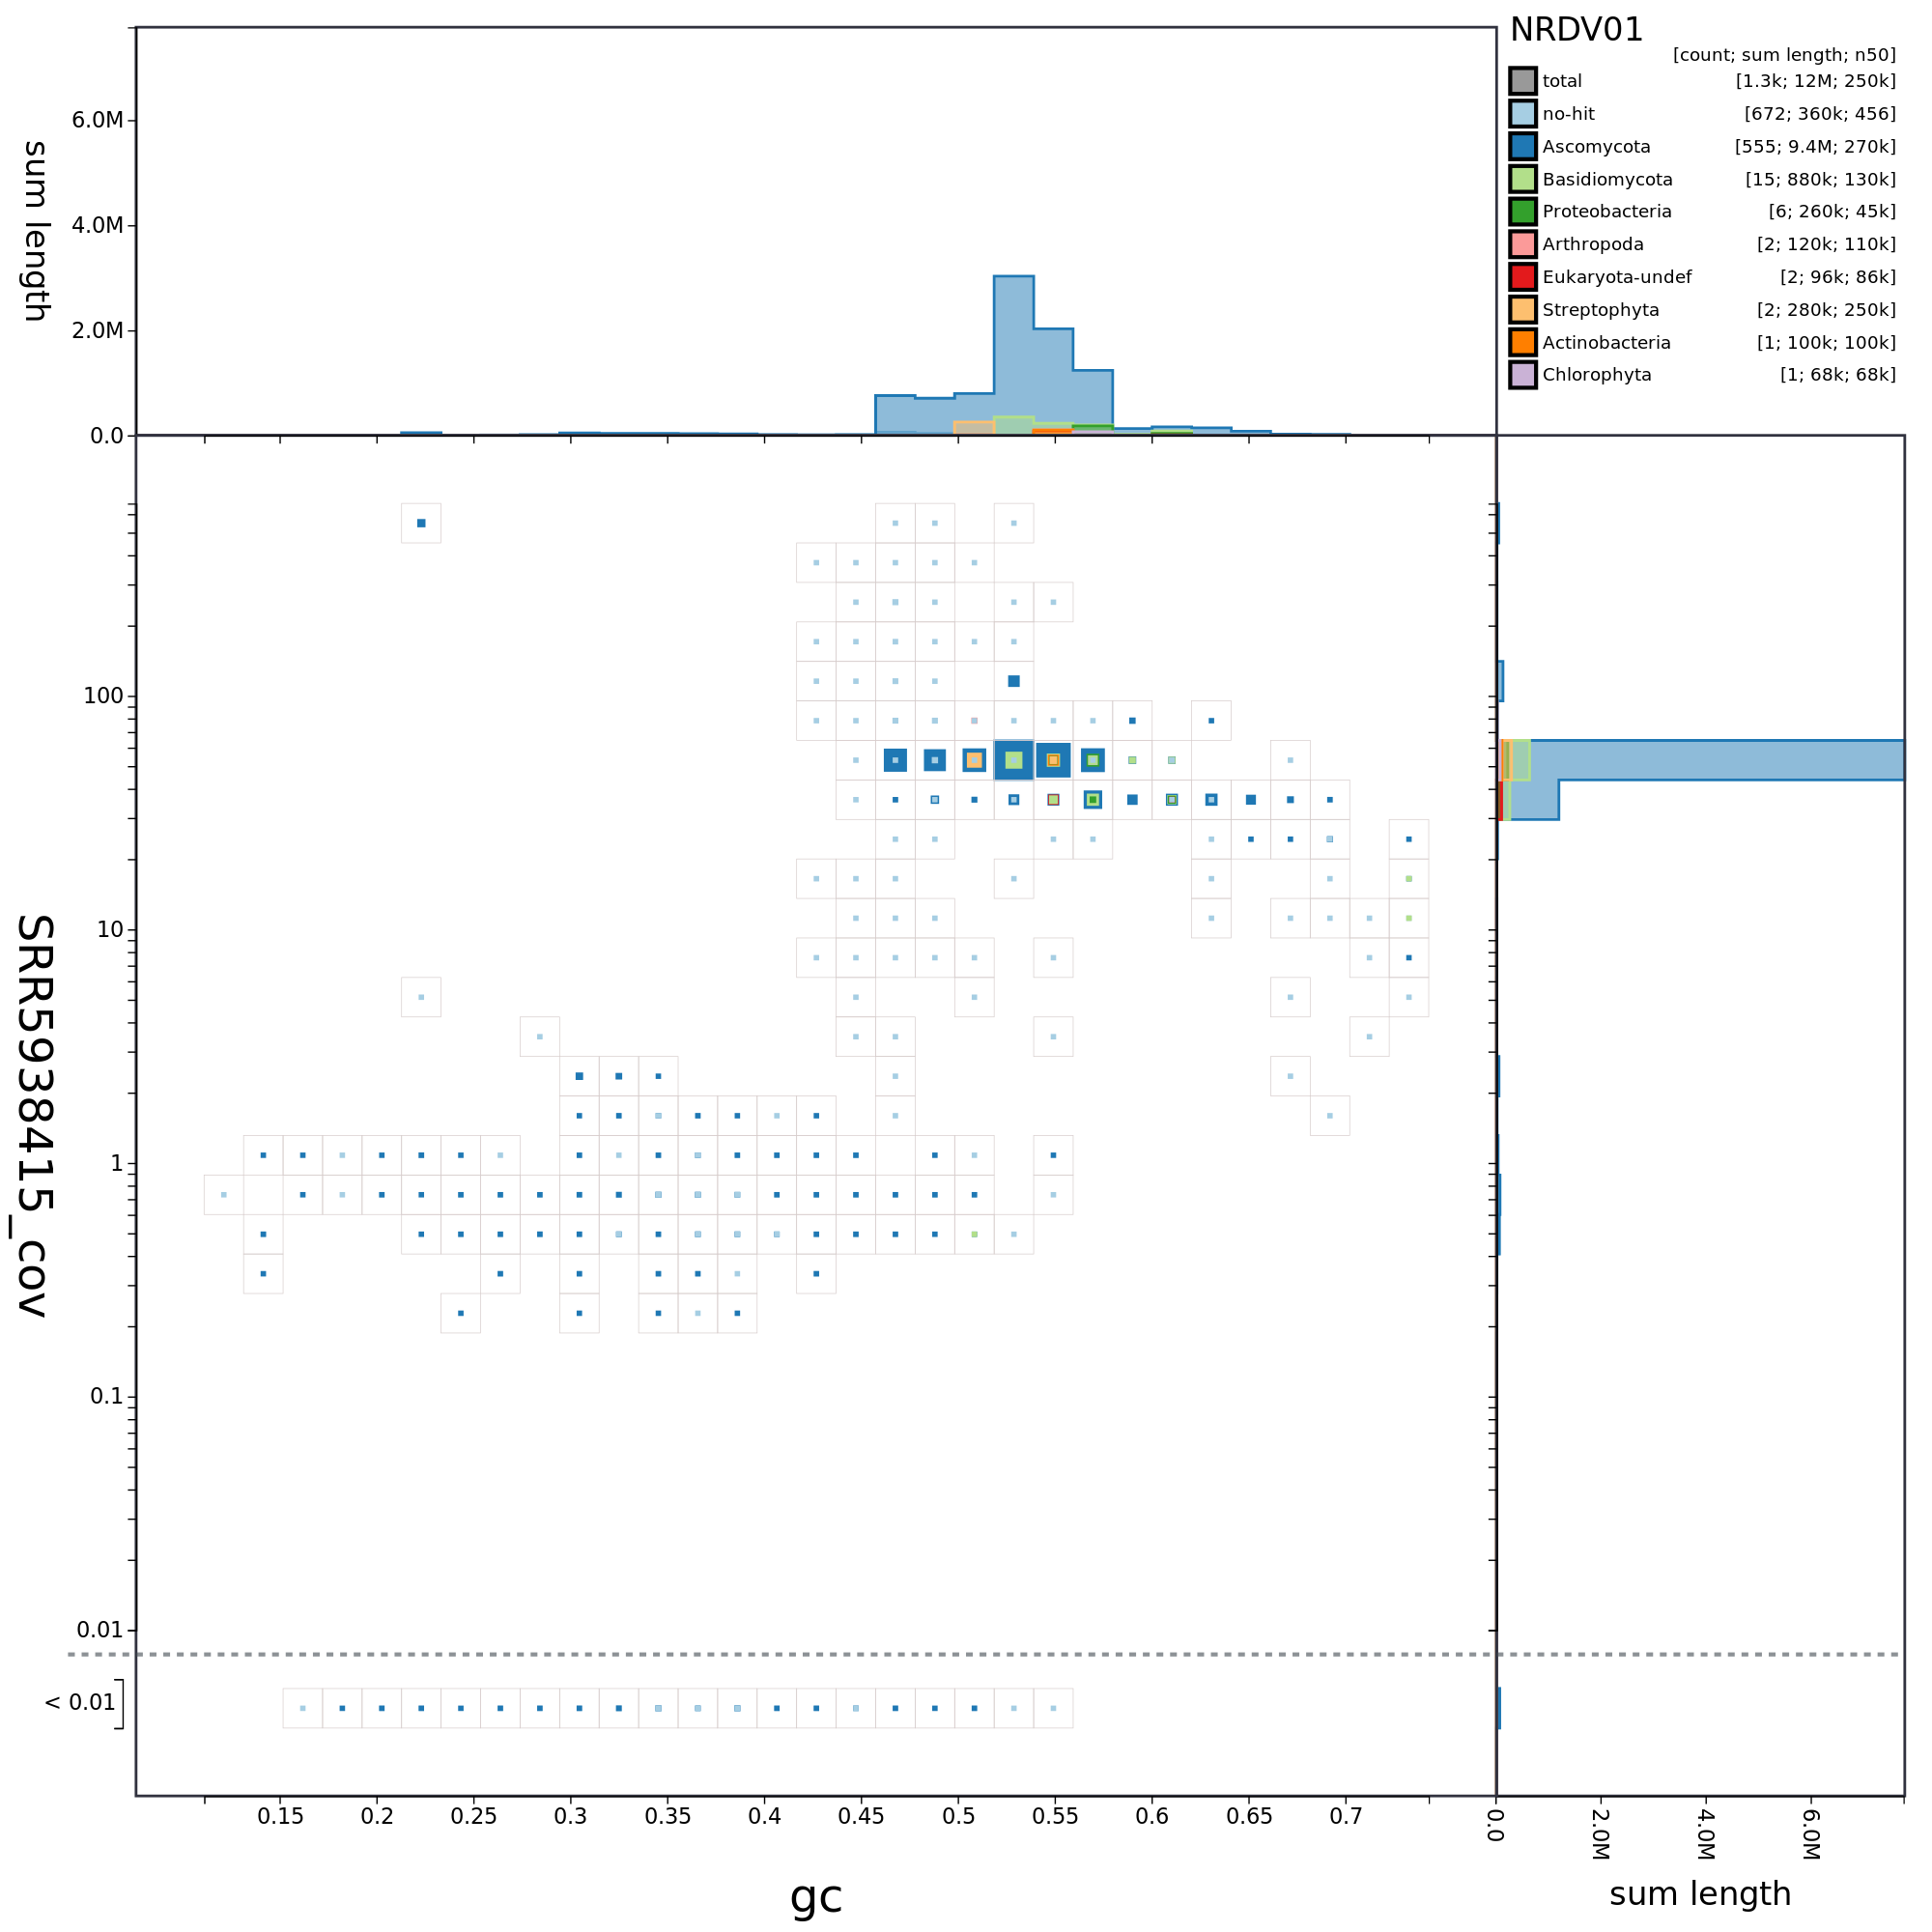 NRDV01
[count; sum length; n50]
total [1.3k; 12M; 250k]
no-hit [672; 360k; 456]
Ascomycota [555; 9.4M; 270k]
Basidiomycota [15; 880k; 130k]
Proteobacteria [6; 260k; 45k]
Arthropoda [2; 120k; 110k]
Eukaryota-undef [2; 96k; 86k]
Streptophyta [2; 280k; 250k]
Actinobacteria [1; 100k; 100k]
Chlorophyta [1; 68k; 68k]
sum length
6.0M
4.0M
2.0M
0.0
SRR5938415_cov
100
10
1
0.1
0.01
< 0.01
0.15 0.2 0.25 0.3 0.35 0.4 0.45 0.5 0.55 0.6 0.65 0.7
gc
0.0 2.0M 4.0M 6.0M
sum length